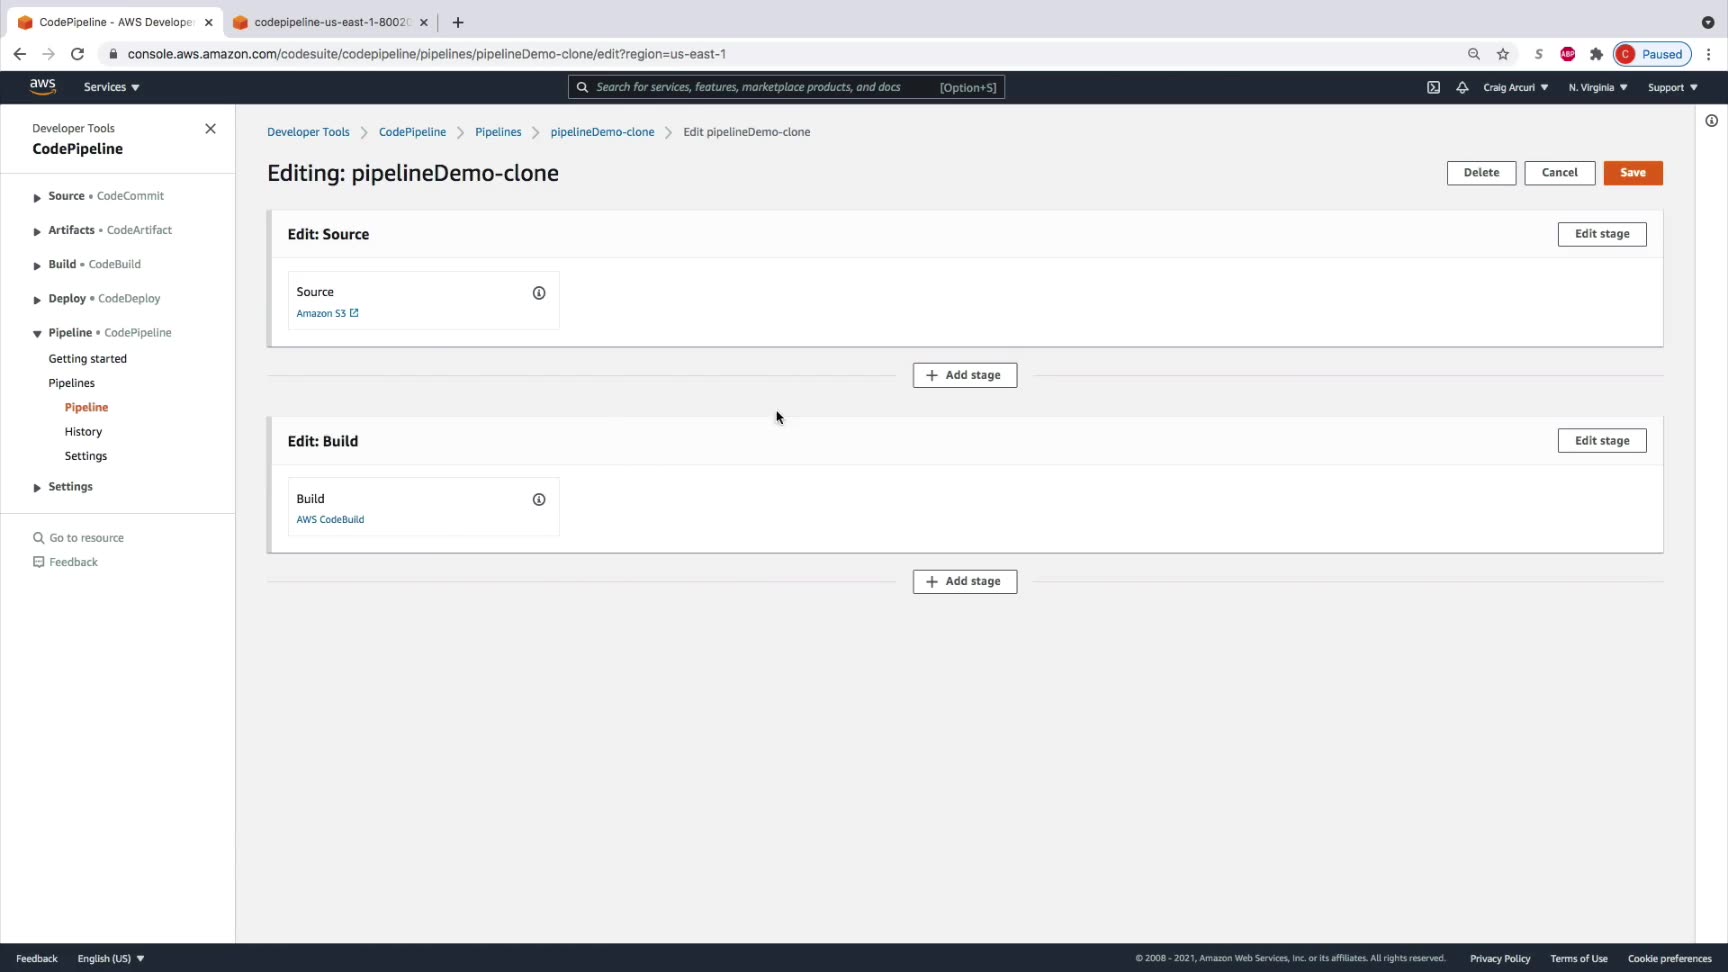 CodePipeline - AWS Develope
codepipeline-us-east-1-80020
console.aws.amazon.com/codesuite/codepipeline/pipelines/pipelineDemo-clone/edit?region=us-east-1
S
ABP
C Paused
aws
Services
Search for services, features, marketplace products, and docs [Option+S]
Craig Arcuri
N. Virginia
Support
Developer Tools
CodePipeline
Source • CodeCommit
Artifacts • CodeArtifact
Build • CodeBuild
Deploy • CodeDeploy
Pipeline • CodePipeline
Getting started
Pipelines
Pipeline
History
Settings
Settings
Go to resource
Feedback
Developer Tools > CodePipeline > Pipelines > pipelineDemo-clone > Edit pipelineDemo-clone
Editing: pipelineDemo-clone
Delete
Cancel
Save
Edit: Source
Edit stage
Source
Amazon S3
+ Add stage
Edit: Build
Edit stage
Build
AWS CodeBuild
+ Add stage
Feedback
English (US)
© 2008 - 2021, Amazon Web Services, Inc. or its affiliates. All rights reserved.
Privacy Policy
Terms of Use
Cookie preferences